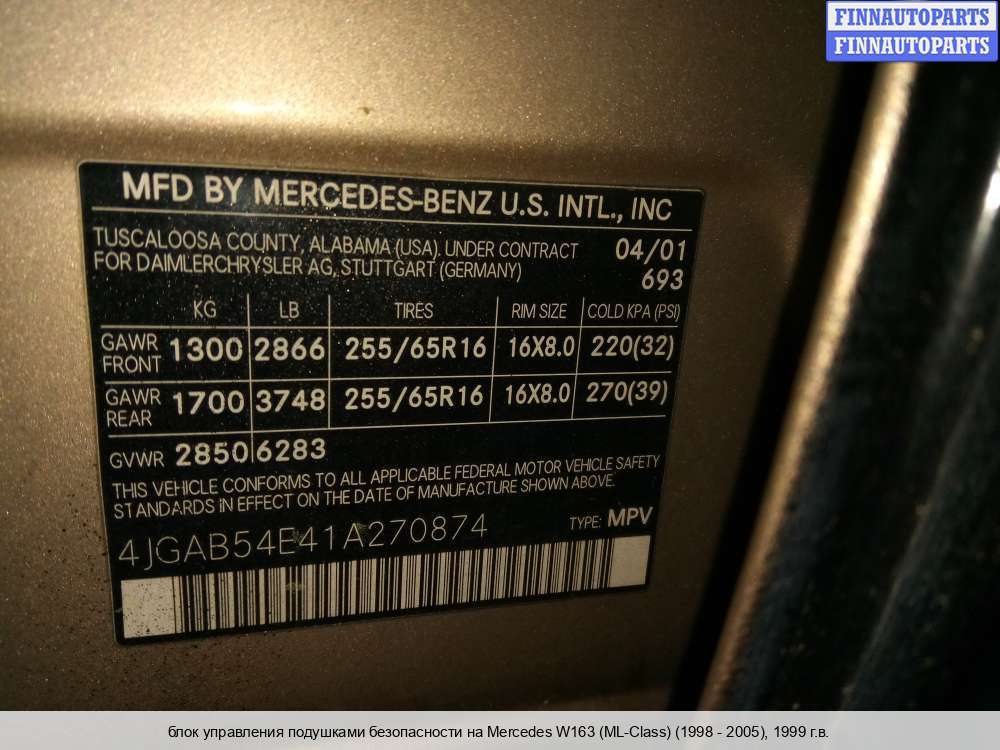 FINNAUTOPARTS
FINNAUTOPARTS
MFD BY MERCEDES-BENZ U.S. INTL., INC
TUSCALOOSA COUNTY, ALABAMA (USA). UNDER CONTRACT 04/01
FOR DAIMLERCHRYSLER AG, STUTTGART (GERMANY) 693
KG LB TIRES RIM SIZE COLD KPA (PSI)
GAWR FRONT 1300 2866 255/65R16 16X8.0 220(32)
GAWR REAR 1700 3748 255/65R16 16X8.0 270(39)
GVWR 2850 6283
THIS VEHICLE CONFORMS TO ALL APPLICABLE FEDERAL MOTOR VEHICLE SAFETY
STANDARDS IN EFFECT ON THE DATE OF MANUFACTURE SHOWN ABOVE.
4JGAB54E41A270874 TYPE: MPV
блок управления подушками безопасности на Mercedes W163 (ML-Class) (1998 - 2005), 1999 г.в.